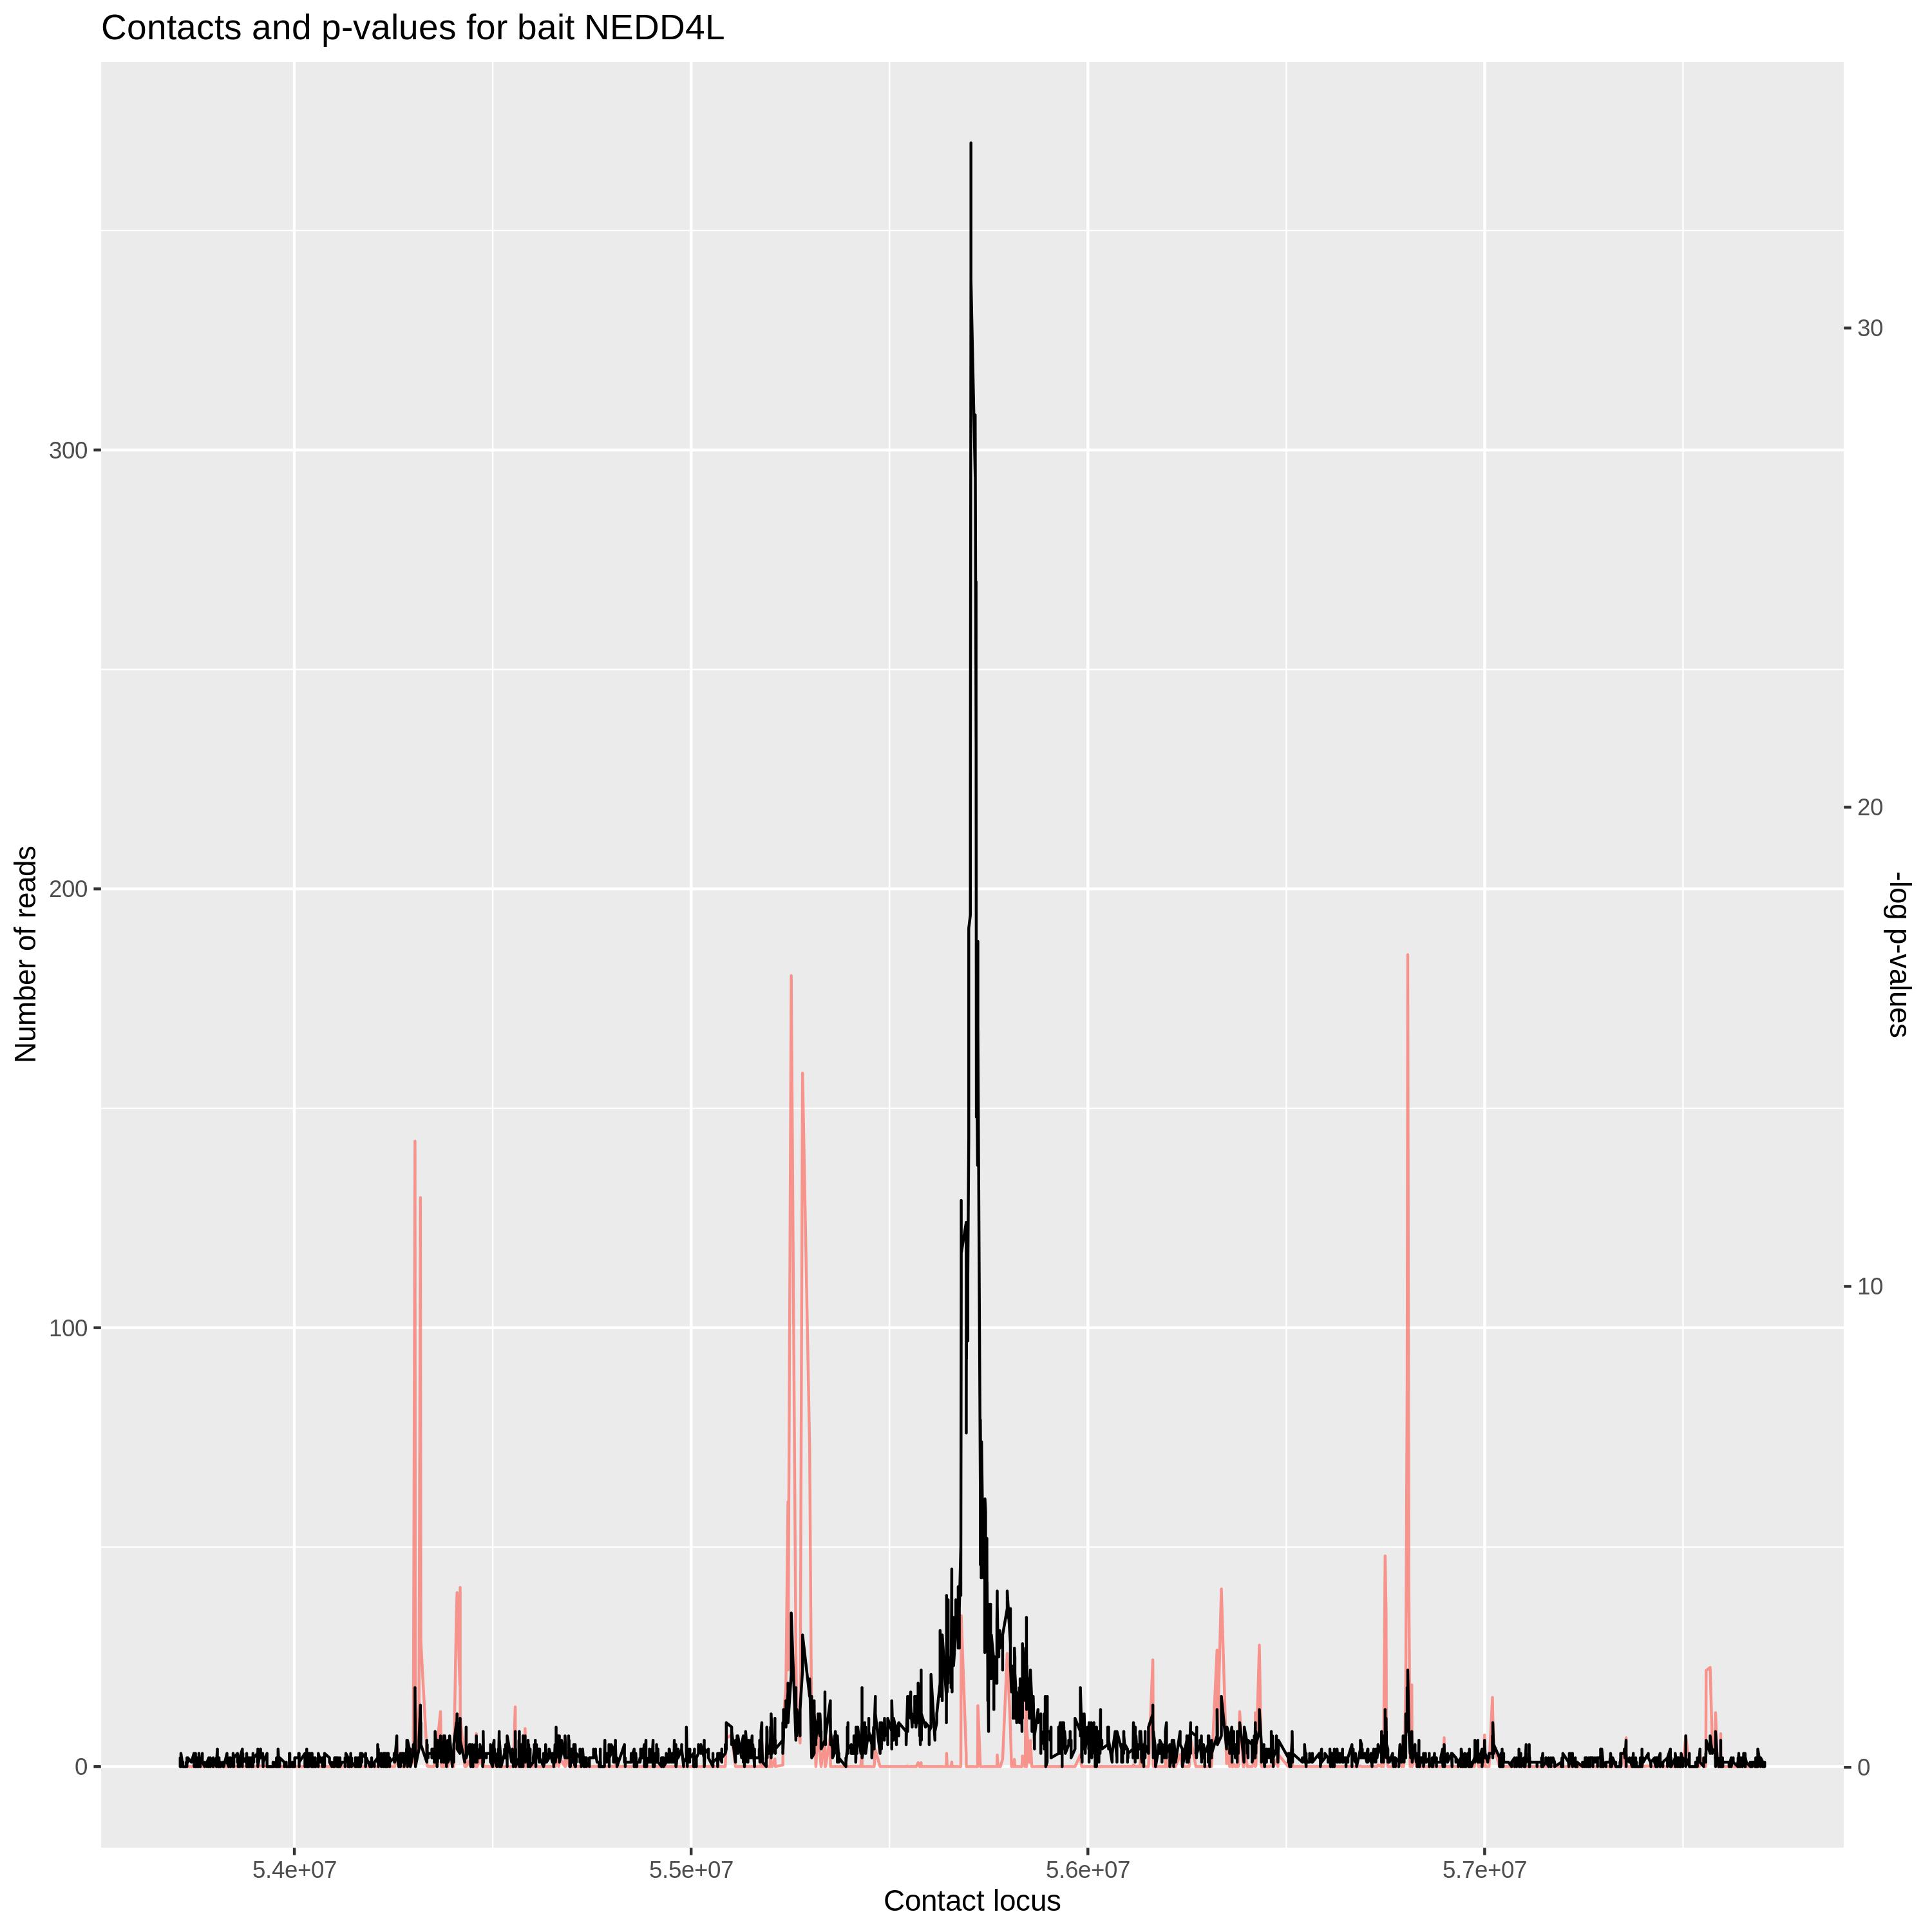 Contacts and p-values for bait NEDD4L
300
200
100
0
Number of reads
30
20
10
0
-log p-values
5.4e+07
5.5e+07
5.6e+07
5.7e+07
Contact locus